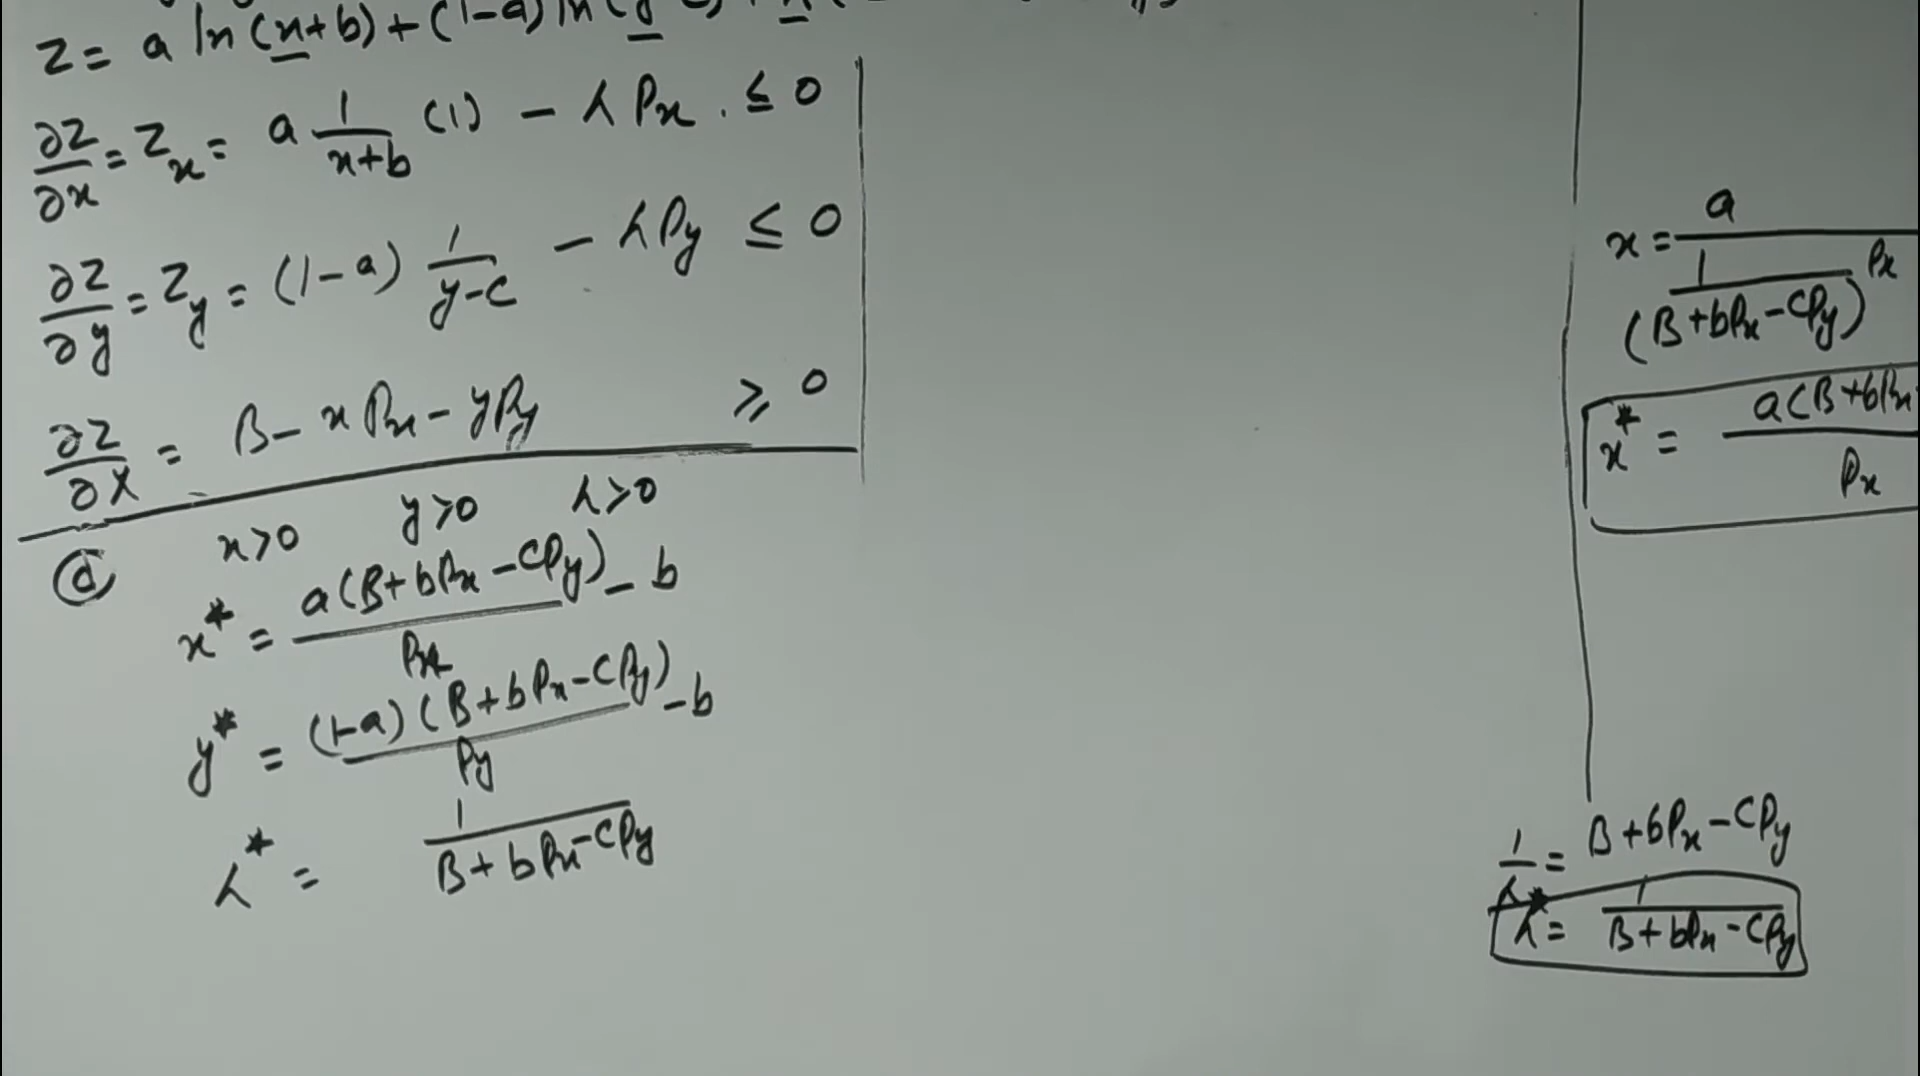 Z = a ln (x+b) + (1-a) ln (y
∂Z/∂x = Z_x = a 1/(x+b) (1) - λ Px . ≤ 0
∂Z/∂y = Z_y = (1-a) 1/(y-c) - λ Py ≤ 0
∂Z/∂λ = B - x Px - y Py ≥ 0
(d) x>0 y>0 λ>0
x* = a(B+bPx-CPy)/Px - b
y* = (1-a)(B+bPx-CPy)/Py - b
λ* = 1/(B+bPx-CPy)
x = a/(1/(B+bPx-CPy) Px)
x* = a(B+bPx/Px
1/λ = B+bPx-CPy
λ* = 1/(B+bPx-CPy)